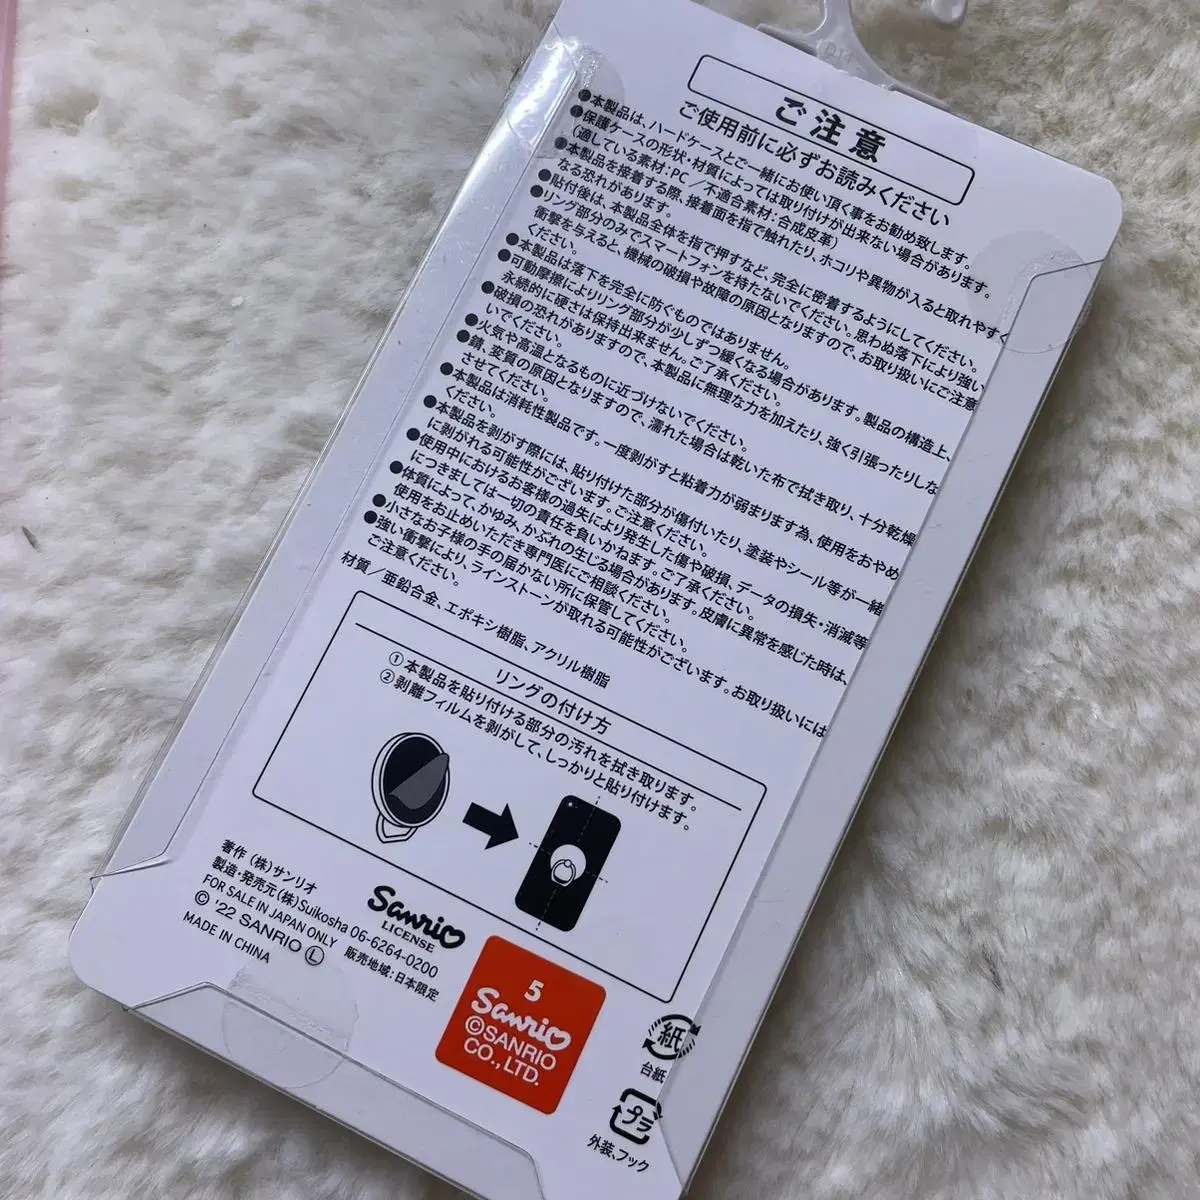 ご注意
ご使用前に必ずお読みください
●本製品は、ハードケースとご一緒にお使い頂く事をお勧め致します。
●保護ケースの形状・材質によっては取り付けが出来ない場合があります。
(適している素材:PC／不適合素材:合成皮革)
●本製品を接着する際、接着面を指で触れたり、ホコリや異物が入ると取れやすく
なる恐れがあります。
●貼付後は、本製品全体を指で押すなど、完全に密着するようにしてください。
●リング部分のみでスマートフォンを持たないでください。思わぬ落下により強い
衝撃を与えると、機械の破損や故障の原因となりますので、お取り扱いにご注意
ください。
●本製品は落下を完全に防ぐものではありません。
●可動摩擦によりリング部分が少しずつ緩くなる場合があります。製品の構造上、
永続的に硬さは保持出来ません。ご了承ください。
●破損の恐れがありますので、本製品に無理な力を加えたり、強く引張ったりしな
いでください。
●火気や高温となるものに近づけないでください。
●錆、変質の原因となりますので、濡れた場合は乾いた布で拭き取り、十分乾燥
させてください。
●本製品は消耗性製品です。一度剥がすと粘着力が弱まります為、使用をおやめ
ください。
●本製品を剥がす際には、貼り付けた部分が傷付いたり、塗装やシール等が一緒
に剥がれる可能性がございます。ご注意ください。
●使用中におけるお客様の過失により発生した傷や破損、データの損失・消滅等
につきましては一切の責任を負いかねます。ご了承ください。
●体質によって、かゆみ、かぶれの生じる場合があります。皮膚に異常を感じた時は、
使用をお止めいただき専門医にご相談ください。
●小さなお子様の手の届かない所に保管してください。
●強い衝撃により、ラインストーンが取れる可能性がございます。お取り扱いには
ご注意ください。
材質／亜鉛合金、エポキシ樹脂、アクリル樹脂
リングの付け方
①本製品を貼り付ける部分の汚れを拭き取ります。
②剥離フィルムを剥がして、しっかりと貼り付けます。
著作 (株)サンリオ
製造・発売元(株)Suikosha 06-6264-0200
FOR SALE IN JAPAN ONLY 販売地域:日本限定
© '22 SANRIO Ⓛ
MADE IN CHINA
Sanrio
LICENSE
5
Sanrio
©SANRIO
CO.,LTD.
紙
台紙
プラ
外装、フック